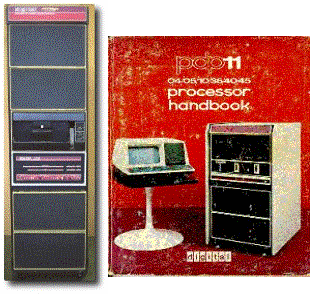 pdp11
04/05/10/35/40/45
processor
handbook
digital